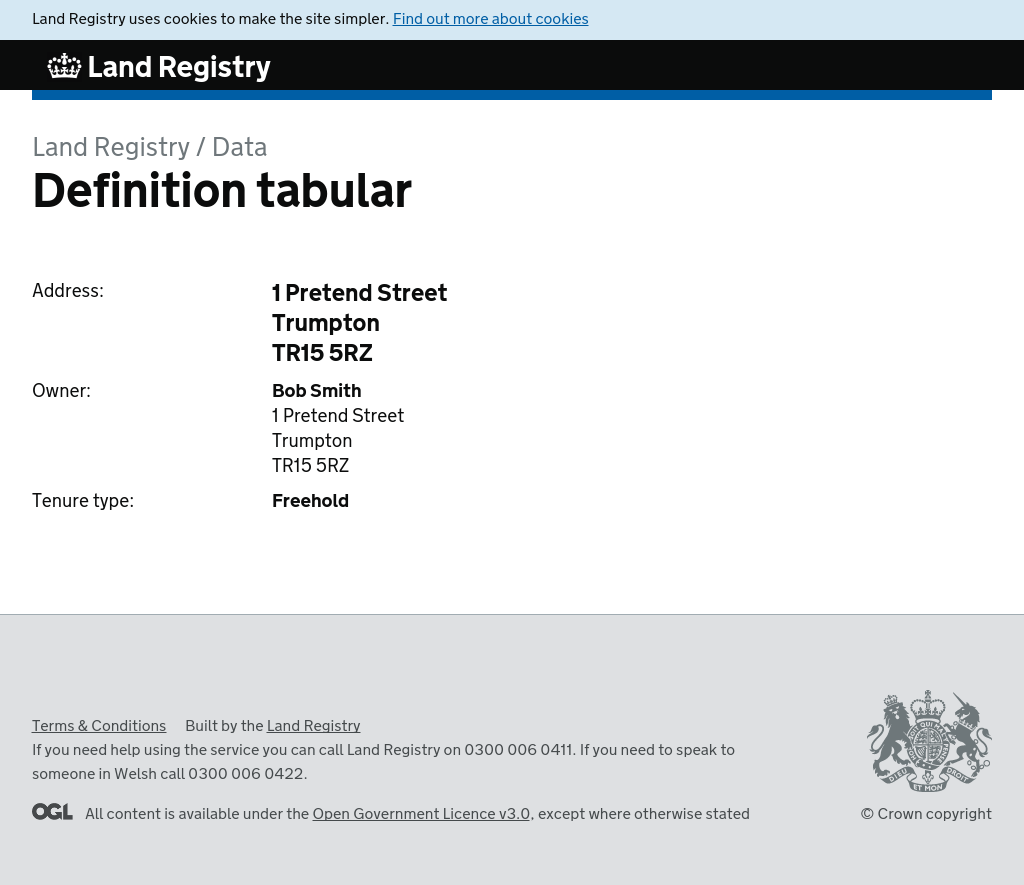 Land Registry uses cookies to make the site simpler. Find out more about cookies
Land Registry
Land Registry / Data
Definition tabular
Address:
1 Pretend Street
Trumpton
TR15 5RZ
Owner:
Bob Smith
1 Pretend Street
Trumpton
TR15 5RZ
Tenure type:
Freehold
Terms & Conditions Built by the Land Registry
If you need help using the service you can call Land Registry on 0300 006 0411. If you need to speak to
someone in Welsh call 0300 006 0422.
OGL All content is available under the Open Government Licence v3.0, except where otherwise stated
DIEU ET MON DROIT
© Crown copyright